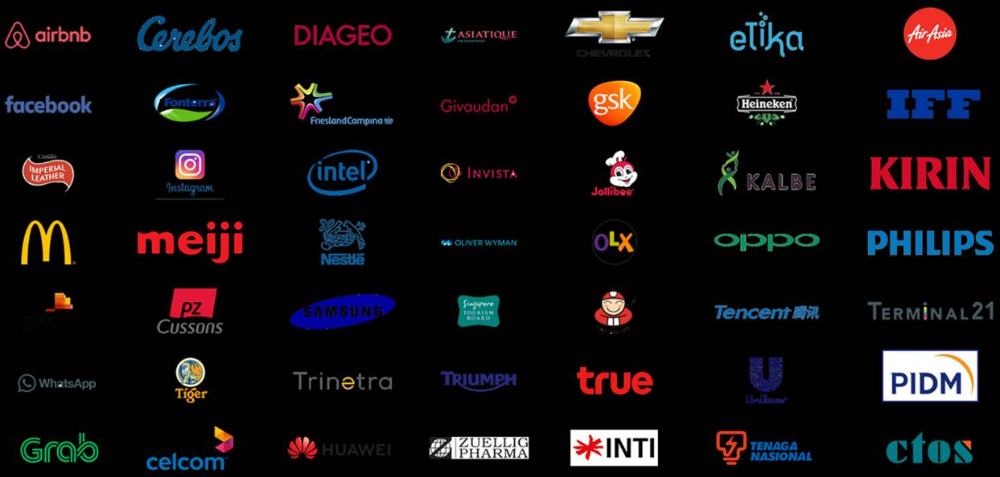 airbnb
Cerebos
DIAGEO
ASIATIQUE
THE RIVERFRONT
CHEVROLET
eTika
AirAsia
facebook
Fonterra
FrieslandCampina
Givaudan
gsk
Heineken
IFF
Cussons
IMPERIAL
LEATHER
Instagram
intel
INVISTA
Jollibee
KALBE
KIRIN
meiji
Nestlé
OLIVER WYMAN
OLX
oppo
PHILIPS
pwc
PZ
Cussons
SAMSUNG
Singapore
TOURISM
BOARD
Tencent 腾讯
TERMINAL 21
WhatsApp
Tiger
Trinetra
TRIUMPH
true
Unilever
PIDM
Grab
celcom
HUAWEI
ZUELLIG
PHARMA
INTI
TENAGA
NASIONAL
ctos